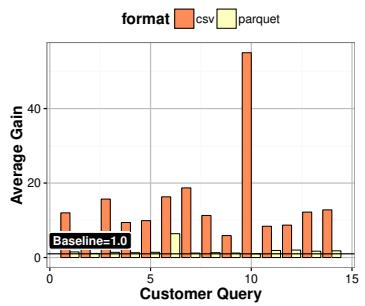 format csv parquet
Average Gain
40
20
0
Baseline=1.0
0 5 10 15
Customer Query